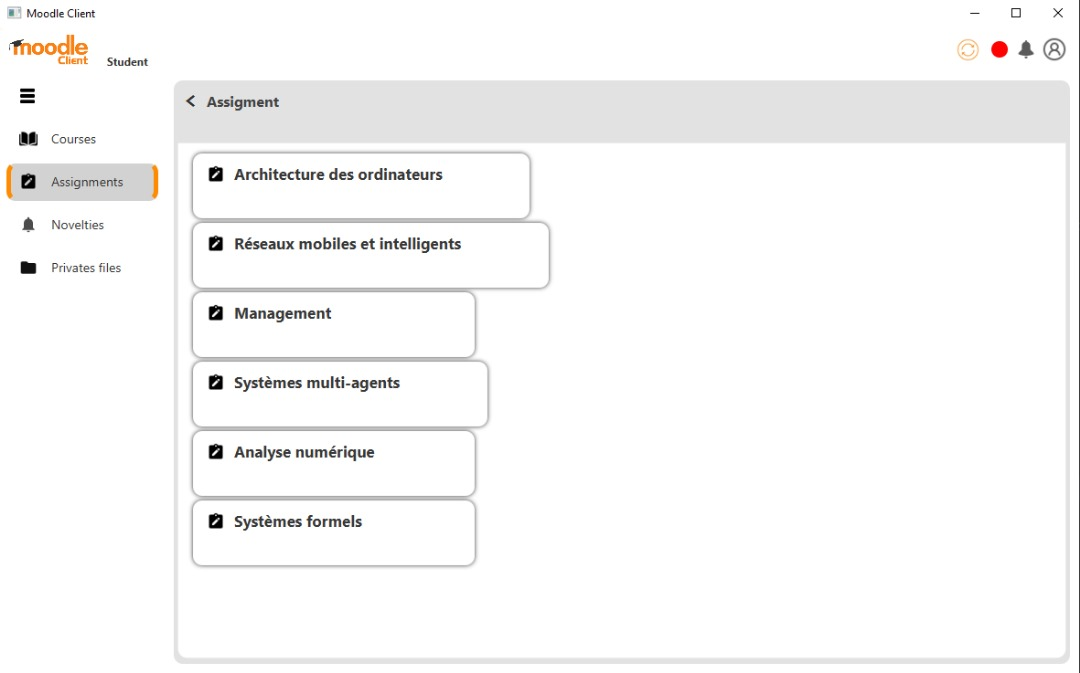 Moodle Client
moodle
Client
Student
Assigment
Courses
Assignments
Novelties
Privates files
Architecture des ordinateurs
Réseaux mobiles et intelligents
Management
Systèmes multi-agents
Analyse numérique
Systèmes formels